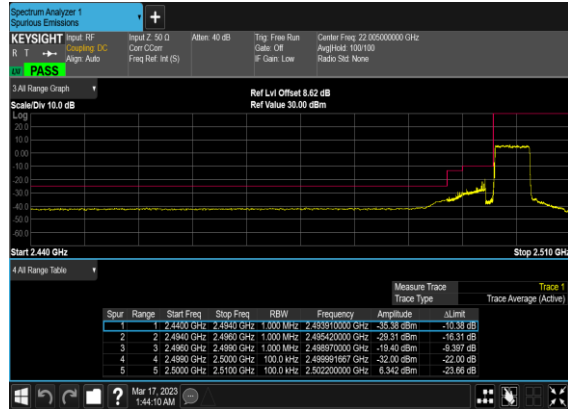 Spectrum Analyzer 1
Spurious Emissions
KEYSIGHT Input: RF Input Z: 50 Ω Atten: 40 dB Trig: Free Run Center Freq: 22.005000000 GHz
R T Coupling: DC Corr CCorr Gate: Off Avg|Hold: 100/100
Align: Auto Freq Ref: Int (S) IF Gain: Low Radio Std: None
PASS
3 All Range Graph
Ref Lvl Offset 8.62 dB
Scale/Div 10.0 dB Ref Value 30.00 dBm
Log
20.0
10.0
0.00
-10.0
-20.0
-30.0
-40.0
-50.0
-60.0
Start 2.440 GHz Stop 2.510 GHz
4 All Range Table
Measure Trace Trace 1
Trace Type Trace Average (Active)
Spur Range Start Freq Stop Freq RBW Frequency Amplitude ΔLimit
1 1 2.4400 GHz 2.4940 GHz 1.000 MHz 2.493910000 GHz -35.38 dBm -10.38 dB
2 2 2.4940 GHz 2.4960 GHz 1.000 MHz 2.495420000 GHz -29.31 dBm -16.31 dB
3 3 2.4960 GHz 2.4990 GHz 1.000 MHz 2.498970000 GHz -19.40 dBm -9.397 dB
4 4 2.4990 GHz 2.5000 GHz 100.0 kHz 2.499991667 GHz -32.00 dBm -22.00 dB
5 5 2.5000 GHz 2.5100 GHz 100.0 kHz 2.502200000 GHz 6.342 dBm -23.66 dB
Mar 17, 2023
1:44:10 AM